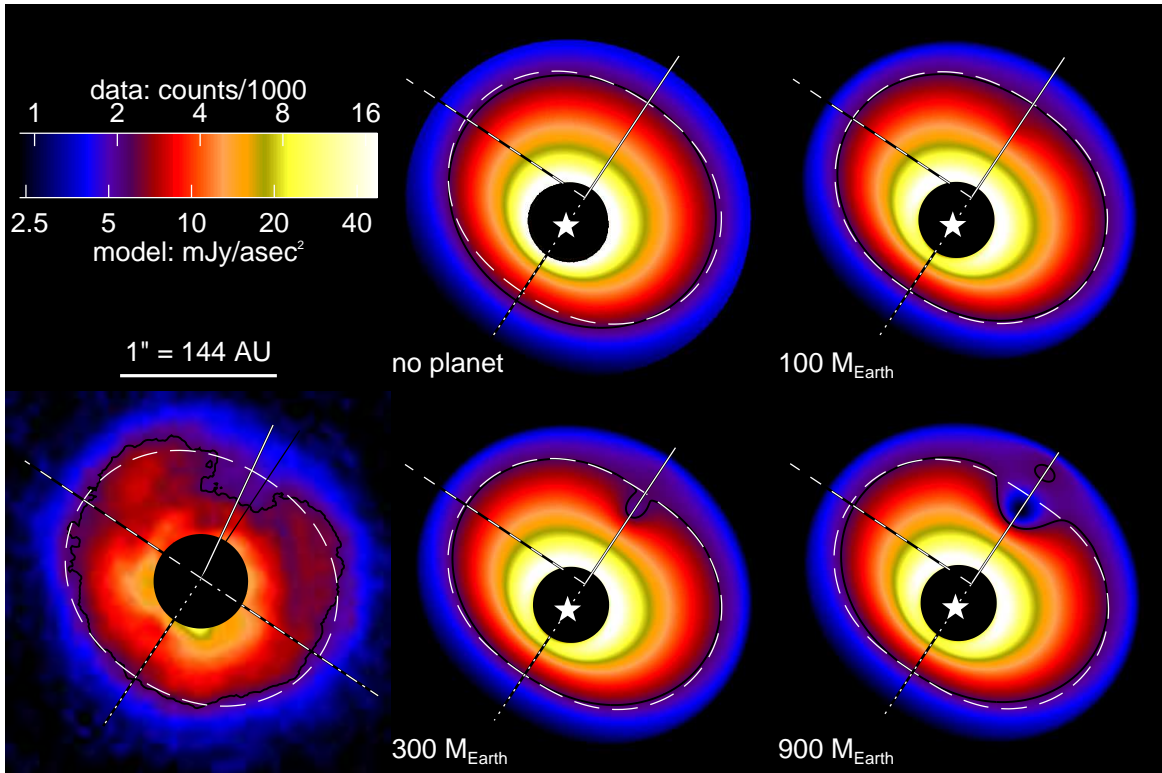 data: counts/1000
1 2 4 8 16
2.5 5 10 20 40
model: mJy/asec²
1" = 144 AU
no planet
100 M_Earth
300 M_Earth
900 M_Earth